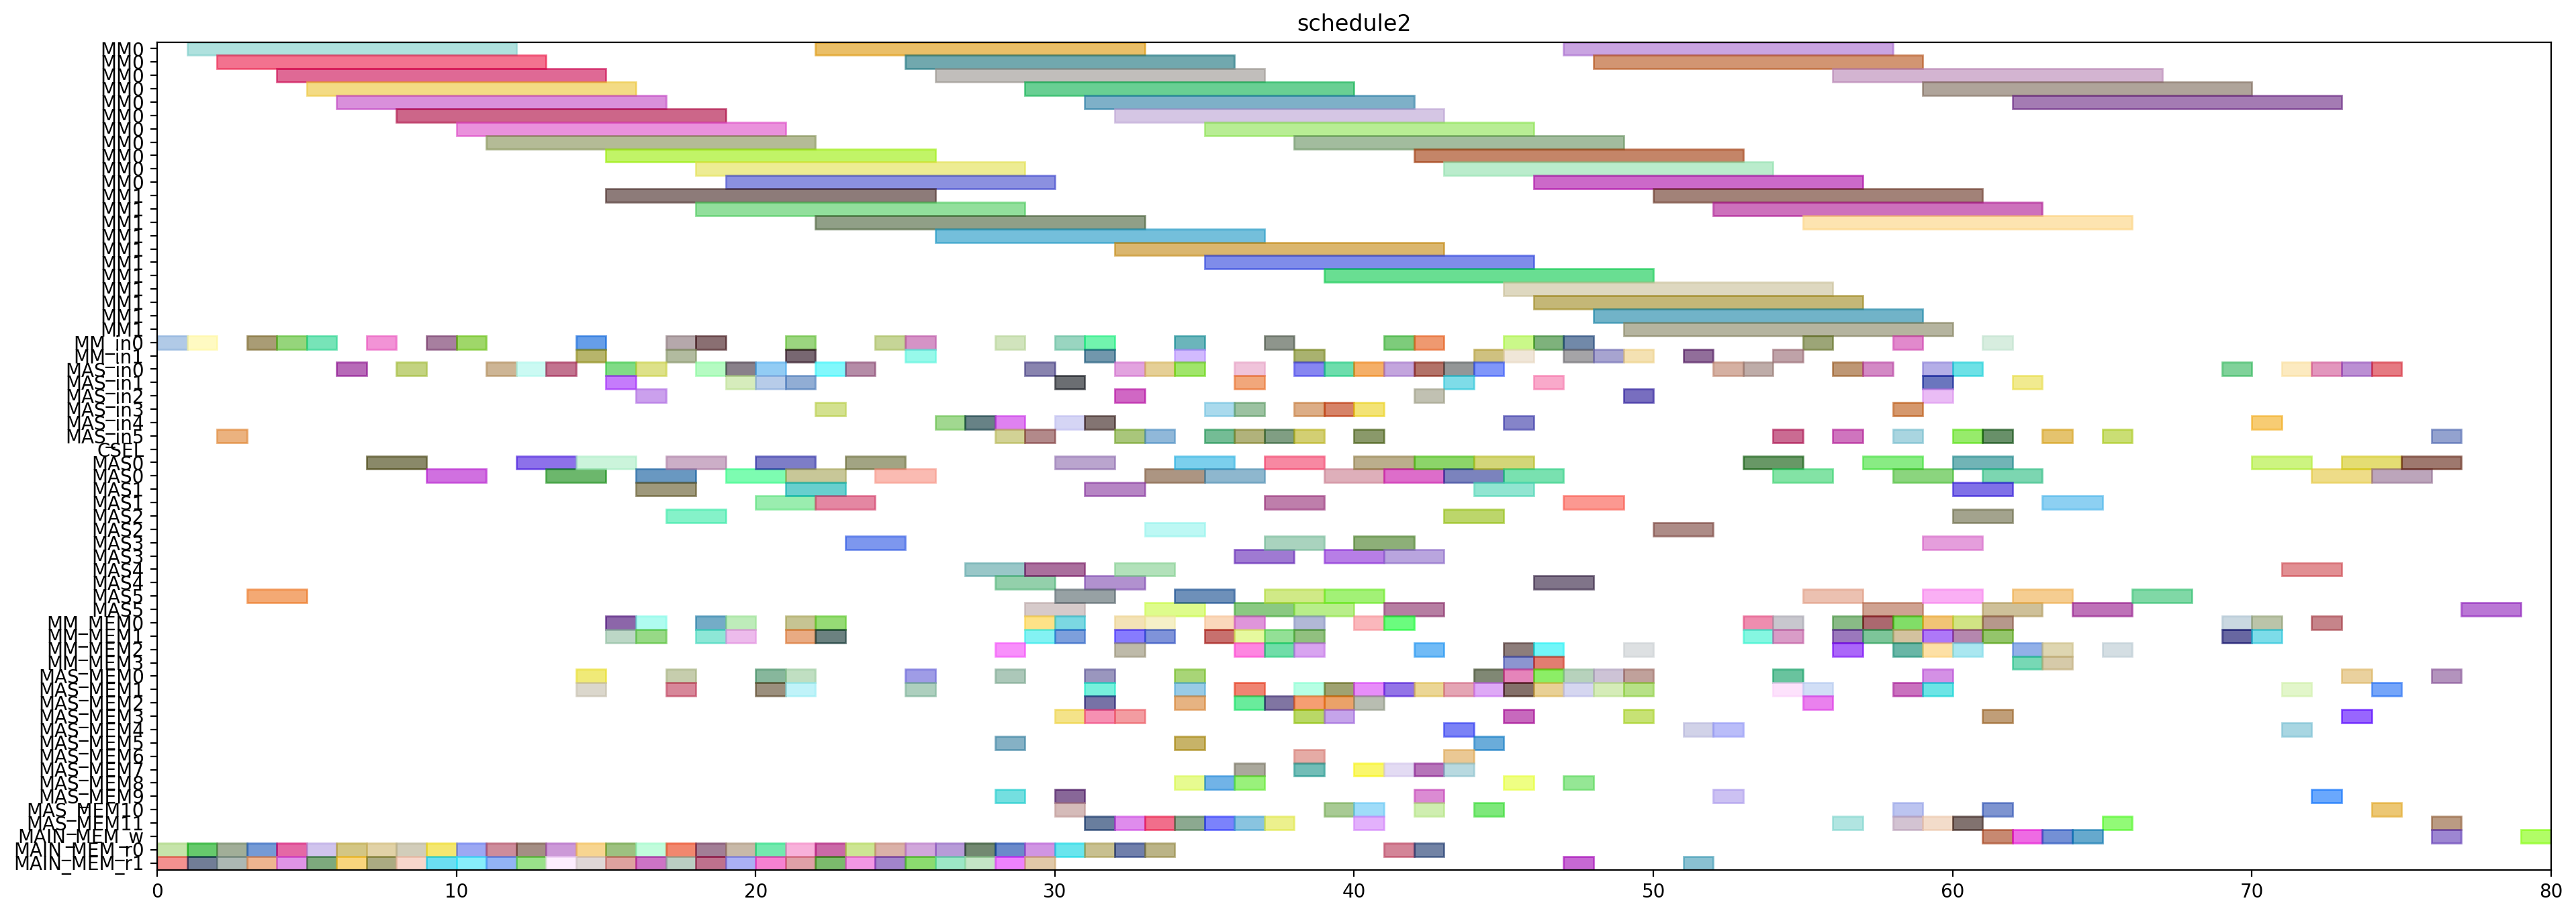 schedule2
MM0
MM0
MM0
MM0
MM0
MM0
MM0
MM0
MM0
MM0
MM0
MM1
MM1
MM1
MM1
MM1
MM1
MM1
MM1
MM1
MM1
MM1
MM_in0
MM_in1
MAS_in0
MAS_in1
MAS_in2
MAS_in3
MAS_in4
MAS_in5
CSEL
MAS0
MAS0
MAS1
MAS1
MAS2
MAS2
MAS3
MAS3
MAS4
MAS4
MAS5
MAS5
MM_MEM0
MM_MEM1
MM_MEM2
MM_MEM3
MAS_MEM0
MAS_MEM1
MAS_MEM2
MAS_MEM3
MAS_MEM4
MAS_MEM5
MAS_MEM6
MAS_MEM7
MAS_MEM8
MAS_MEM9
MAS_MEM10
MAS_MEM11
MAIN_MEM_w
MAIN_MEM_r0
MAIN_MEM_r1
0 10 20 30 40 50 60 70 80